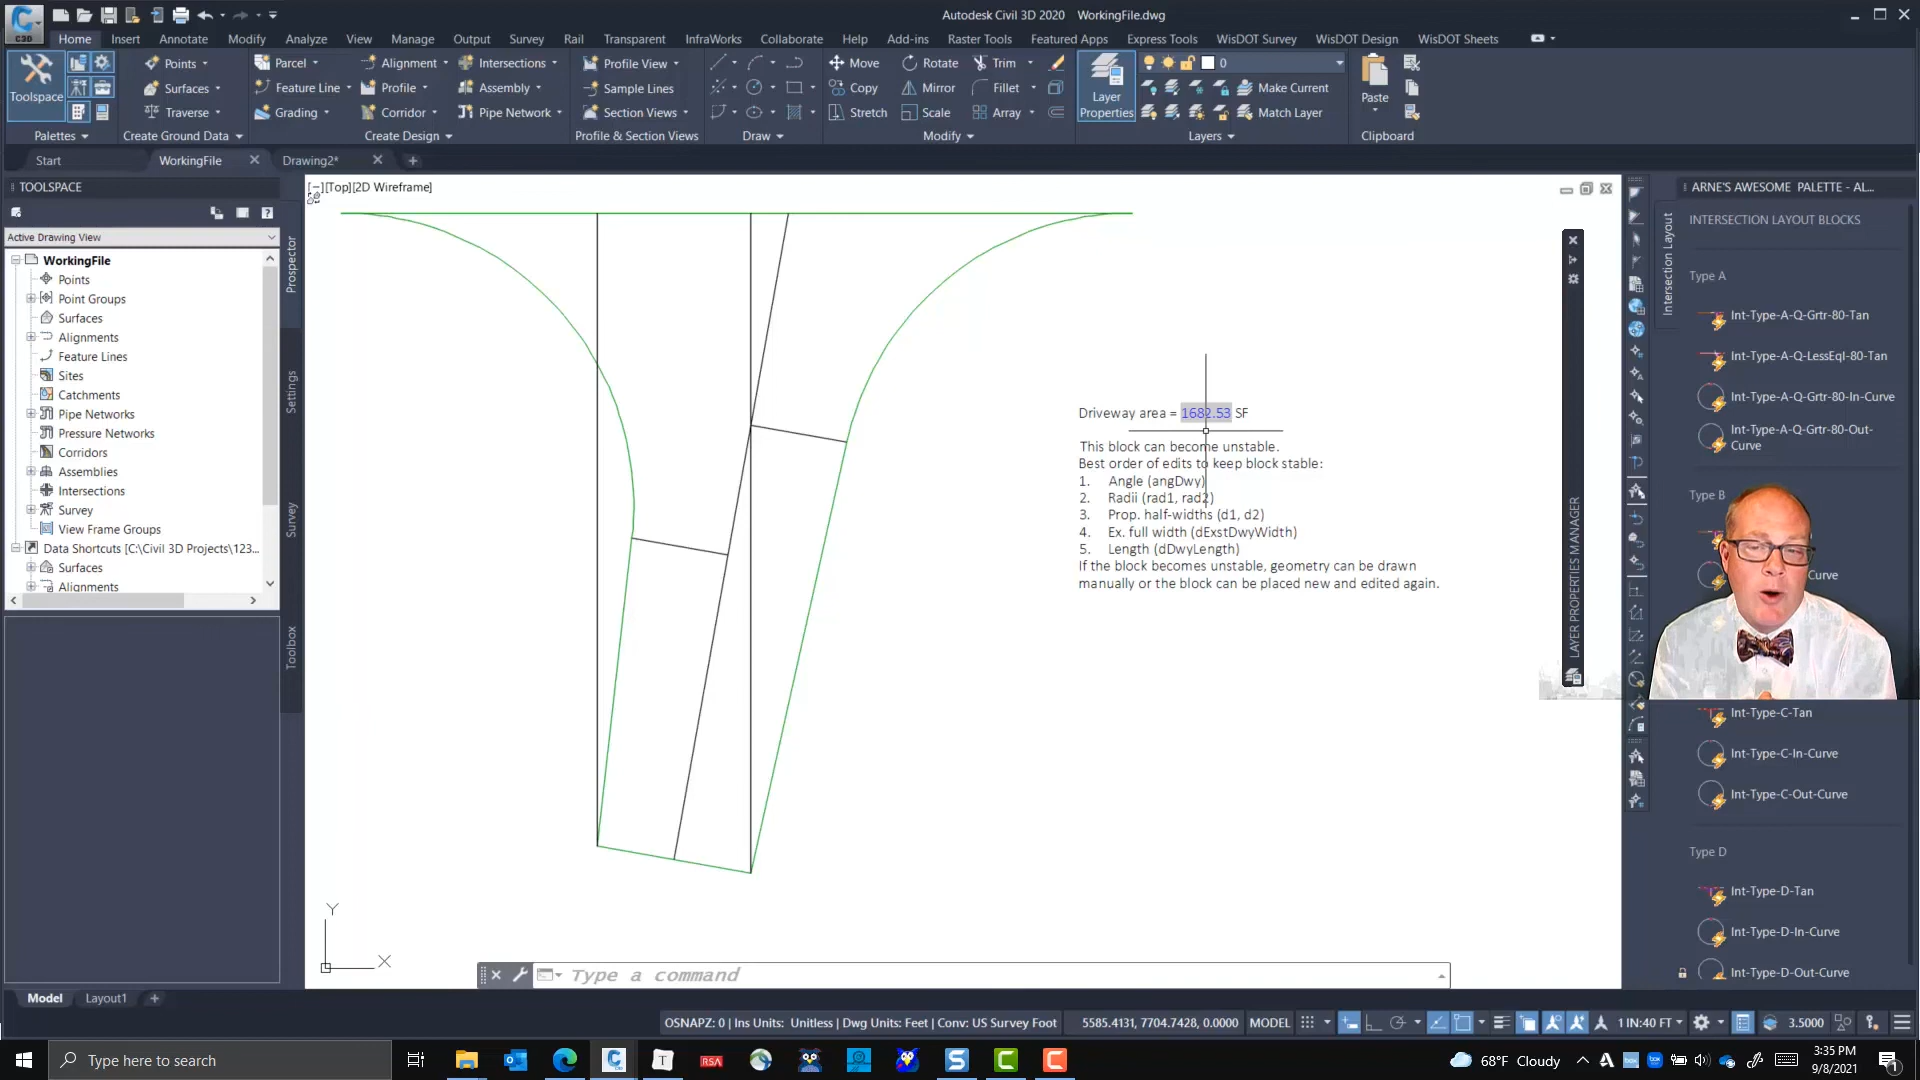 Autodesk Civil 3D 2020 WorkingFile.dwg
C3D
Home Insert Annotate Modify Analyze View Manage Output Survey Rail Transparent InfraWorks Collaborate Help Add-ins Raster Tools Featured Apps Express Tools WisDOT Survey WisDOT Design WisDOT Sheets
Points Parcel Alignment Intersections Profile View Move Rotate Trim 0
Toolspace Surfaces Feature Line Profile Assembly Sample Lines Copy Mirror Fillet Layer Properties Make Current Paste
Traverse Grading Corridor Pipe Network Section Views Stretch Scale Array Match Layer
Palettes Create Ground Data Create Design Profile & Section Views Draw Modify Layers Clipboard
Start WorkingFile Drawing2*
TOOLSPACE
Active Drawing View
WorkingFile
Points
Point Groups
Surfaces
Alignments
Feature Lines
Sites
Catchments
Pipe Networks
Pressure Networks
Corridors
Assemblies
Intersections
Survey
View Frame Groups
Data Shortcuts [C:\Civil 3D Projects\123...
Surfaces
Alignments
Prospector
Settings
Survey
Toolbox
[−][Top][2D Wireframe]
Driveway area = 1682.53 SF
This block can become unstable.
Best order of edits to keep block stable:
1. Angle (angDwy)
2. Radii (rad1, rad2)
3. Prop. half-widths (d1, d2)
4. Ex. full width (dExstDwyWidth)
5. Length (dDwyLength)
If the block becomes unstable, geometry can be drawn
manually or the block can be placed new and edited again.
Y
X
LAYER PROPERTIES MANAGER
ARNE'S AWESOME PALETTE - AL...
Intersection Layout
INTERSECTION LAYOUT BLOCKS
Type A
Int-Type-A-Q-Grtr-80-Tan
Int-Type-A-Q-LessEql-80-Tan
Int-Type-A-Q-Grtr-80-In-Curve
Int-Type-A-Q-Grtr-80-Out-
Curve
Type B
Curve
Int-Type-C-Tan
Int-Type-C-In-Curve
Int-Type-C-Out-Curve
Type D
Int-Type-D-Tan
Int-Type-D-In-Curve
Int-Type-D-Out-Curve
Type a command
Model Layout1
OSNAPZ: 0 | Ins Units: Unitless | Dwg Units: Feet | Conv: US Survey Foot 5585.4131, 7704.7428, 0.0000 MODEL 1 IN:40 FT 3.5000
Type here to search
T
RSA
S
C
C
68°F Cloudy
3:35 PM
9/8/2021
1